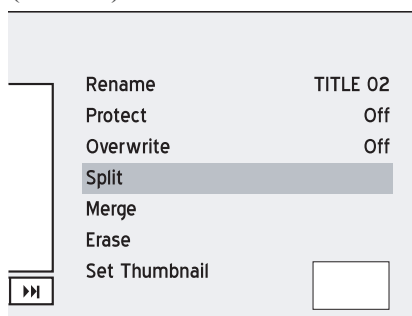 Rename TITLE 02
Protect Off
Overwrite Off
Split
Merge
Erase
Set Thumbnail